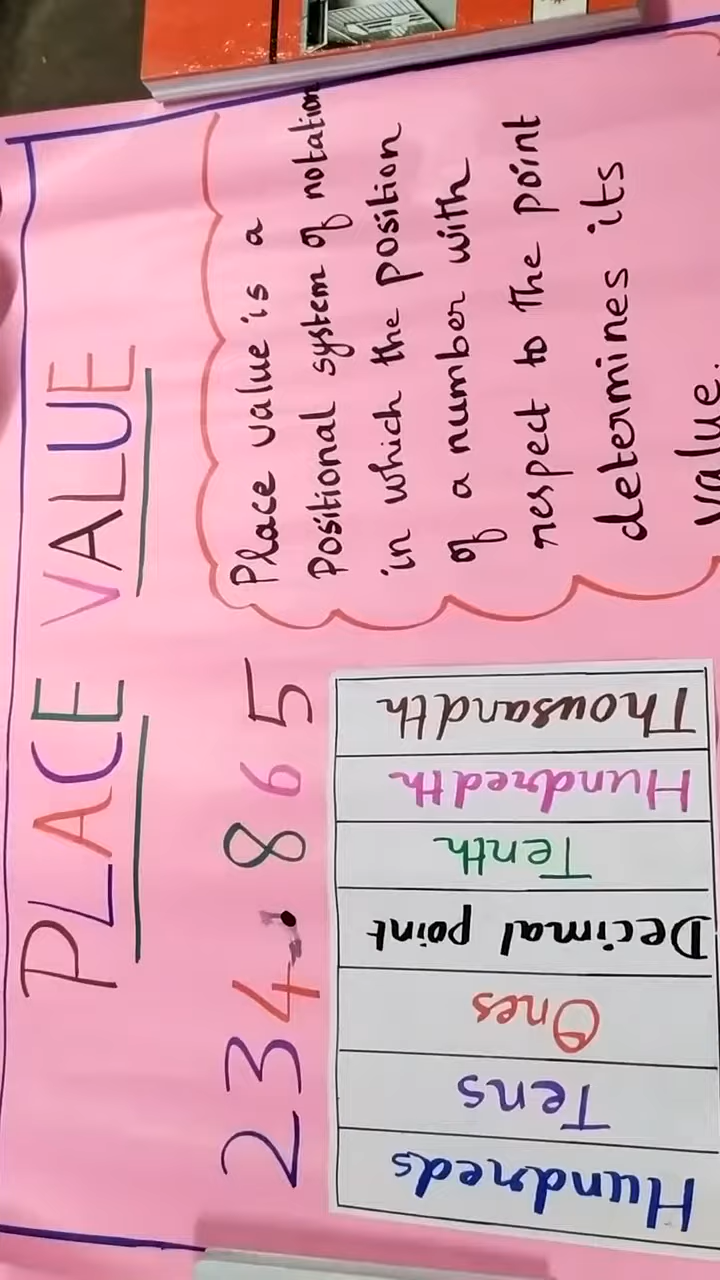 PLACE VALUE
234.865
Hundreds
Tens
Ones
Decimal point
Tenth
Hundredth
Thousandth
Place value is a
Positional system of notation
in which the position
of a number with
respect to the point
determines its
value.